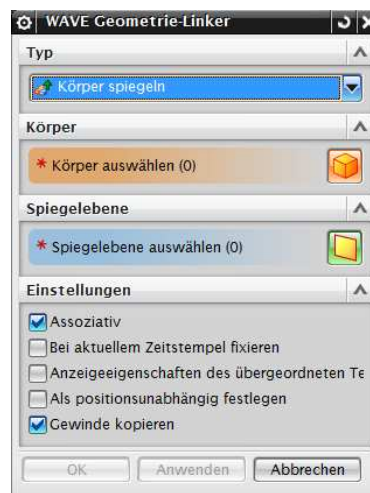 WAVE Geometrie-Linker
Typ
Körper spiegeln
Körper
* Körper auswählen (0)
Spiegelebene
* Spiegelebene auswählen (0)
Einstellungen
Assoziativ
Bei aktuellem Zeitstempel fixieren
Anzeigeeigenschaften des übergeordneten Te
Als positionsunabhängig festlegen
Gewinde kopieren
OK Anwenden Abbrechen